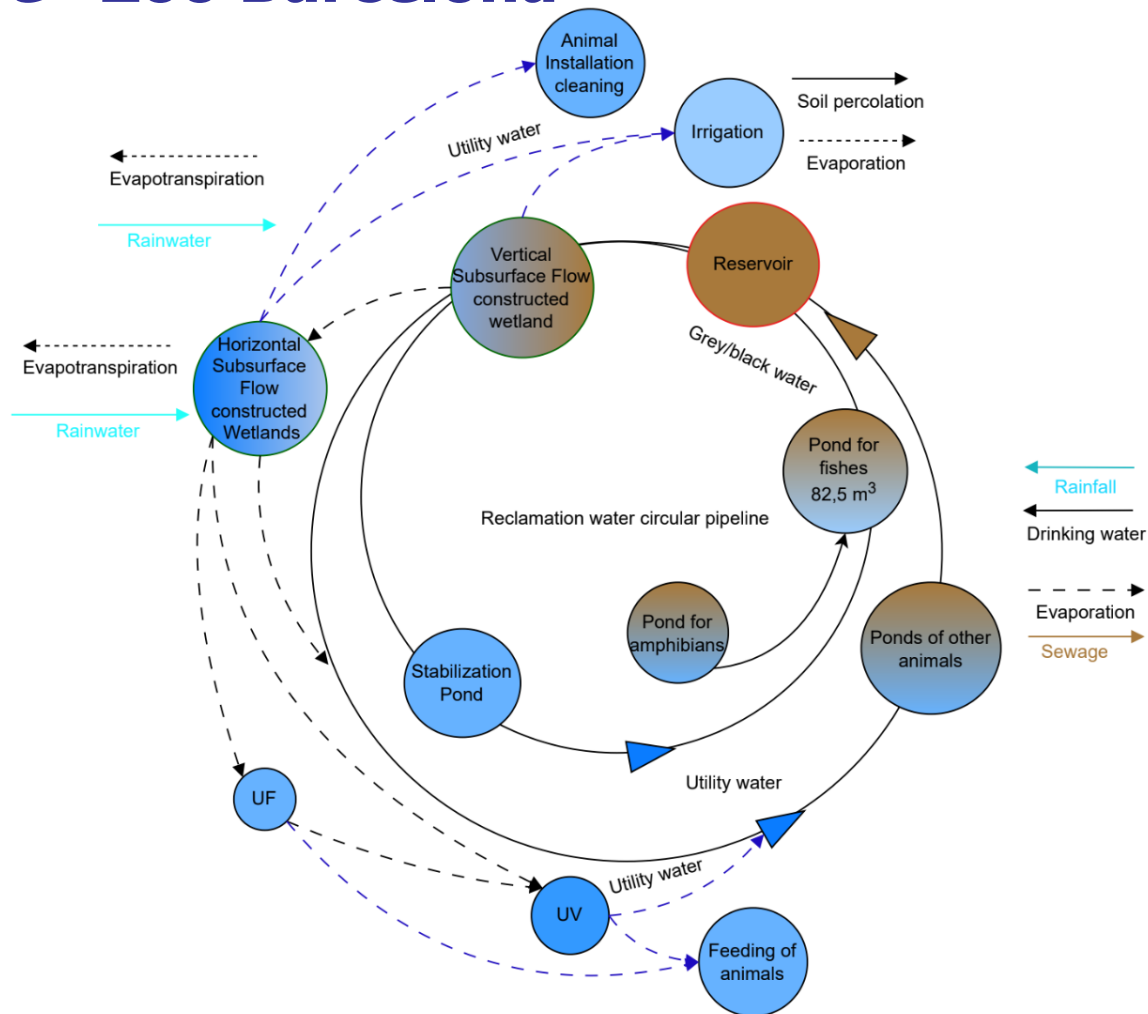 Zoo Barcelona
Animal
Installation
cleaning
Irrigation
Soil percolation
Evaporation
Utility water
Evapotranspiration
Rainwater
Vertical
Subsurface Flow
constructed
wetland
Reservoir
Grey/black water
Evapotranspiration
Rainwater
Horizontal
Subsurface
Flow
constructed
Wetlands
Pond for
fishes
82,5 m³
Rainfall
Drinking water
Evaporation
Sewage
Reclamation water circular pipeline
Pond for
amphibians
Ponds of other
animals
Stabilization
Pond
Utility water
UF
UV
Utility water
Feeding of
animals